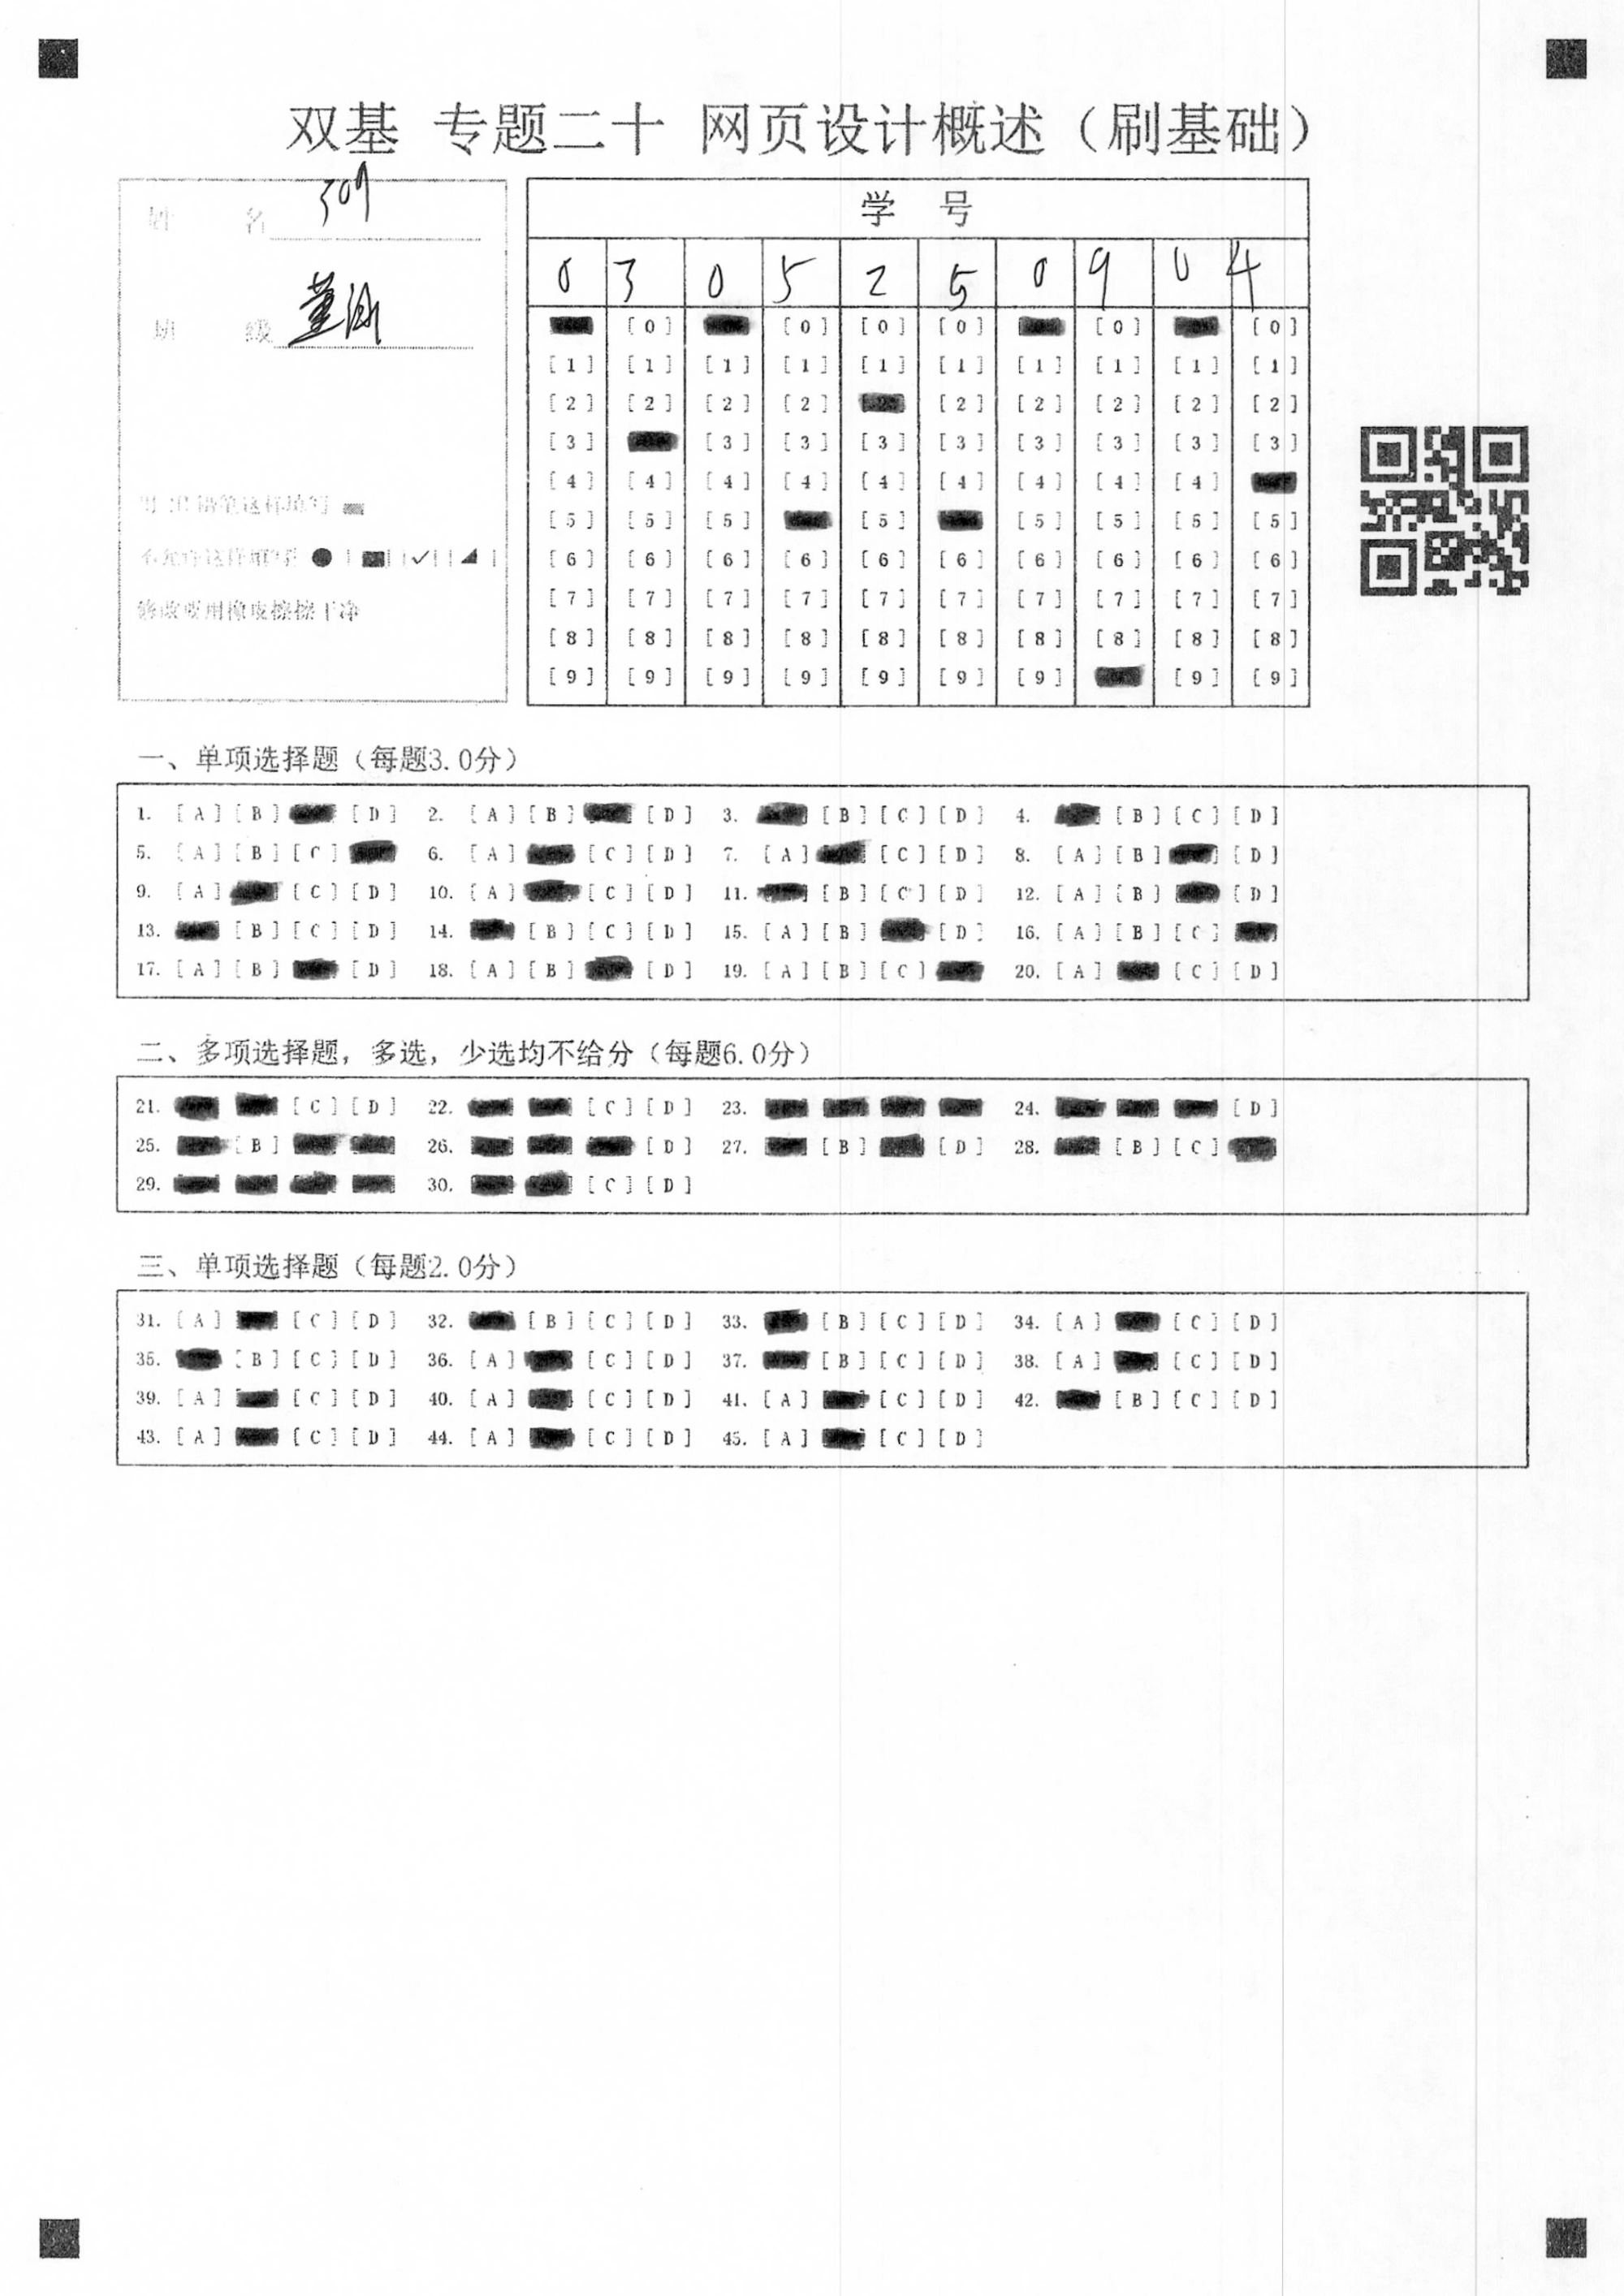 双基 专题二十 网页设计概述（刷基础）
姓 名 309
班 级 董
用 铅笔这样填写
不允许这样填写
修改要用橡皮擦擦干净
学 号
0 3 0 5 2 5 0 9 0 4
[0] [0] [0] [0] [0] [0]
[1] [1] [1] [1] [1] [1] [1] [1] [1] [1]
[2] [2] [2] [2] [2] [2] [2] [2] [2]
[3] [3] [3] [3] [3] [3] [3] [3] [3]
[4] [4] [4] [4] [4] [4] [4] [4] [4]
[5] [5] [5] [5] [5] [5] [5] [5]
[6] [6] [6] [6] [6] [6] [6] [6] [6] [6]
[7] [7] [7] [7] [7] [7] [7] [7] [7] [7]
[8] [8] [8] [8] [8] [8] [8] [8] [8] [8]
[9] [9] [9] [9] [9] [9] [9] [9] [9]
一、单项选择题（每题3.0分）
1. [A] [B] [D] 2. [A] [B] [D] 3. [B] [C] [D] 4. [B] [C] [D]
5. [A] [B] [C] 6. [A] [C] [D] 7. [A] [C] [D] 8. [A] [B] [D]
9. [A] [C] [D] 10. [A] [C] [D] 11. [B] [C] [D] 12. [A] [B] [D]
13. [B] [C] [D] 14. [B] [C] [D] 15. [A] [B] [D] 16. [A] [B] [C]
17. [A] [B] [D] 18. [A] [B] [D] 19. [A] [B] [C] 20. [A] [C] [D]
二、多项选择题，多选，少选均不给分（每题6.0分）
21. [C] [D] 22. [C] [D] 23. 24. [D]
25. [B] 26. [D] 27. [B] [D] 28. [B] [C]
29. 30. [C] [D]
三、单项选择题（每题2.0分）
31. [A] [C] [D] 32. [B] [C] [D] 33. [B] [C] [D] 34. [A] [C] [D]
35. [B] [C] [D] 36. [A] [C] [D] 37. [B] [C] [D] 38. [A] [C] [D]
39. [A] [C] [D] 40. [A] [C] [D] 41. [A] [C] [D] 42. [B] [C] [D]
43. [A] [C] [D] 44. [A] [C] [D] 45. [A] [C] [D]